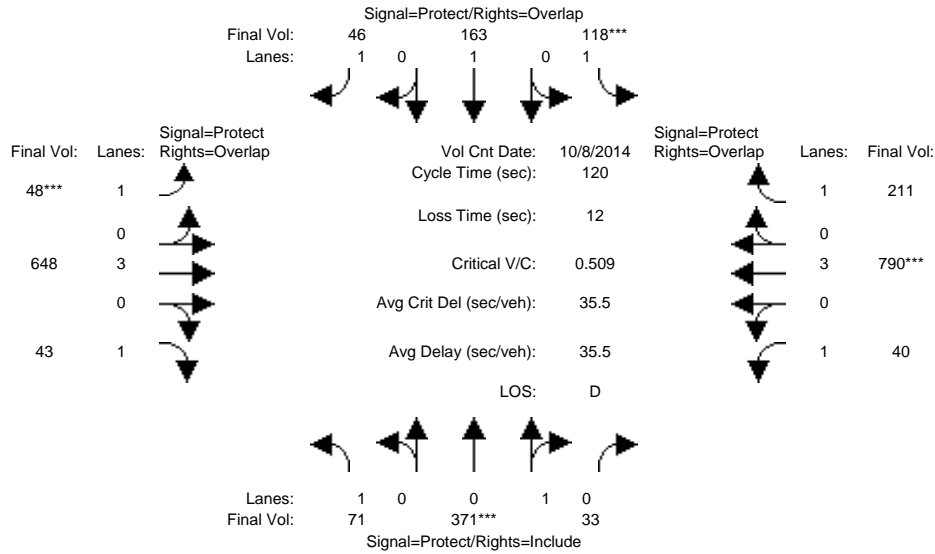 Signal=Protect/Rights=Overlap
Final Vol: 46 163 118***
Lanes: 1 0 1 0 1
Signal=Protect Signal=Protect
Final Vol: Lanes: Rights=Overlap Vol Cnt Date: 10/8/2014 Rights=Overlap Lanes: Final Vol:
Cycle Time (sec): 120
48*** 1 1 211
Loss Time (sec): 12
0 0
648 3 Critical V/C: 0.509 3 790***
0 Avg Crit Del (sec/veh): 35.5 0
43 1 Avg Delay (sec/veh): 35.5 1 40
LOS: D
Lanes: 1 0 0 1 0
Final Vol: 71 371*** 33
Signal=Protect/Rights=Include